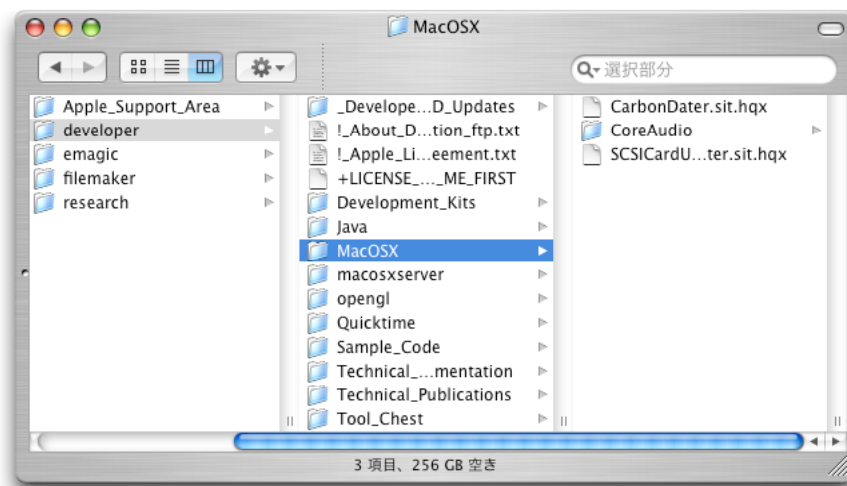 MacOSX
選択部分
Apple_Support_Area
developer
emagic
filemaker
research
_Develope...D_Updates
!_About_D...tion_ftp.txt
!_Apple_Li...eement.txt
+LICENSE_..._ME_FIRST
Development_Kits
Java
MacOSX
macosxserver
opengl
Quicktime
Sample_Code
Technical_...mentation
Technical_Publications
Tool_Chest
CarbonDater.sit.hqx
CoreAudio
SCSICardU...ter.sit.hqx
3 項目、256 GB 空き